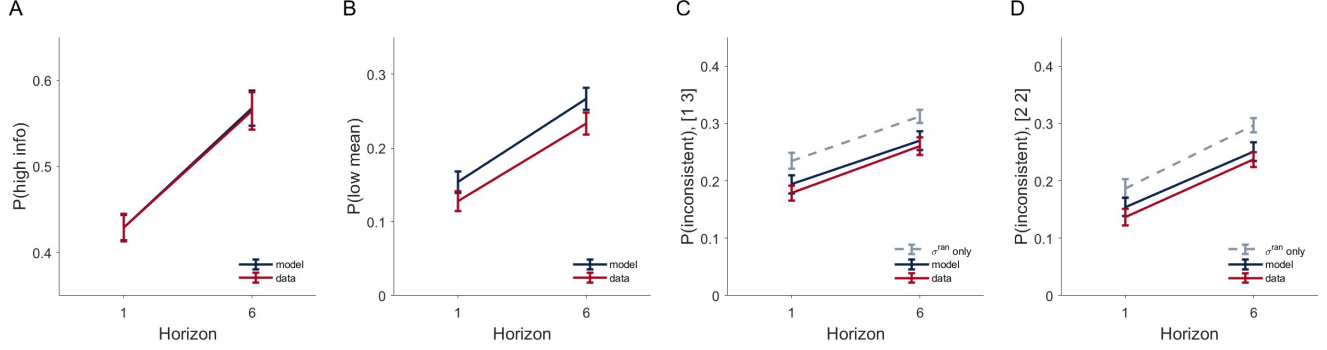 A
P(high info)
0.6
0.5
0.4
1
6
Horizon
model
data
B
P(low mean)
0.3
0.2
0.1
0
1
6
Horizon
model
data
C
P(inconsistent), [1 3]
0.4
0.3
0.2
0.1
0
1
6
Horizon
σ^ran only
model
data
D
P(inconsistent), [2 2]
0.4
0.3
0.2
0.1
0
1
6
Horizon
σ^ran only
model
data